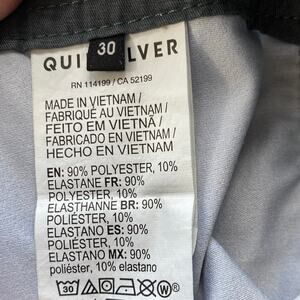 30
QUI LVER
RN 114199 / CA 52199
MADE IN VIETNAM /
FABRIQUÉ AU VIETNAM /
FEITO EM VIETNÃ /
FABRICADO EN VIETNAM /
HECHO EN VIETNAM
EN: 90% POLYESTER, 10%
ELASTANE FR: 90%
POLYESTER, 10%
ELASTHANNE BR: 90%
POLIÉSTER, 10%
ELASTANO ES: 90%
POLIÉSTER, 10%
ELASTANO MX: 90%
poliéster, 10% elastano
30 W